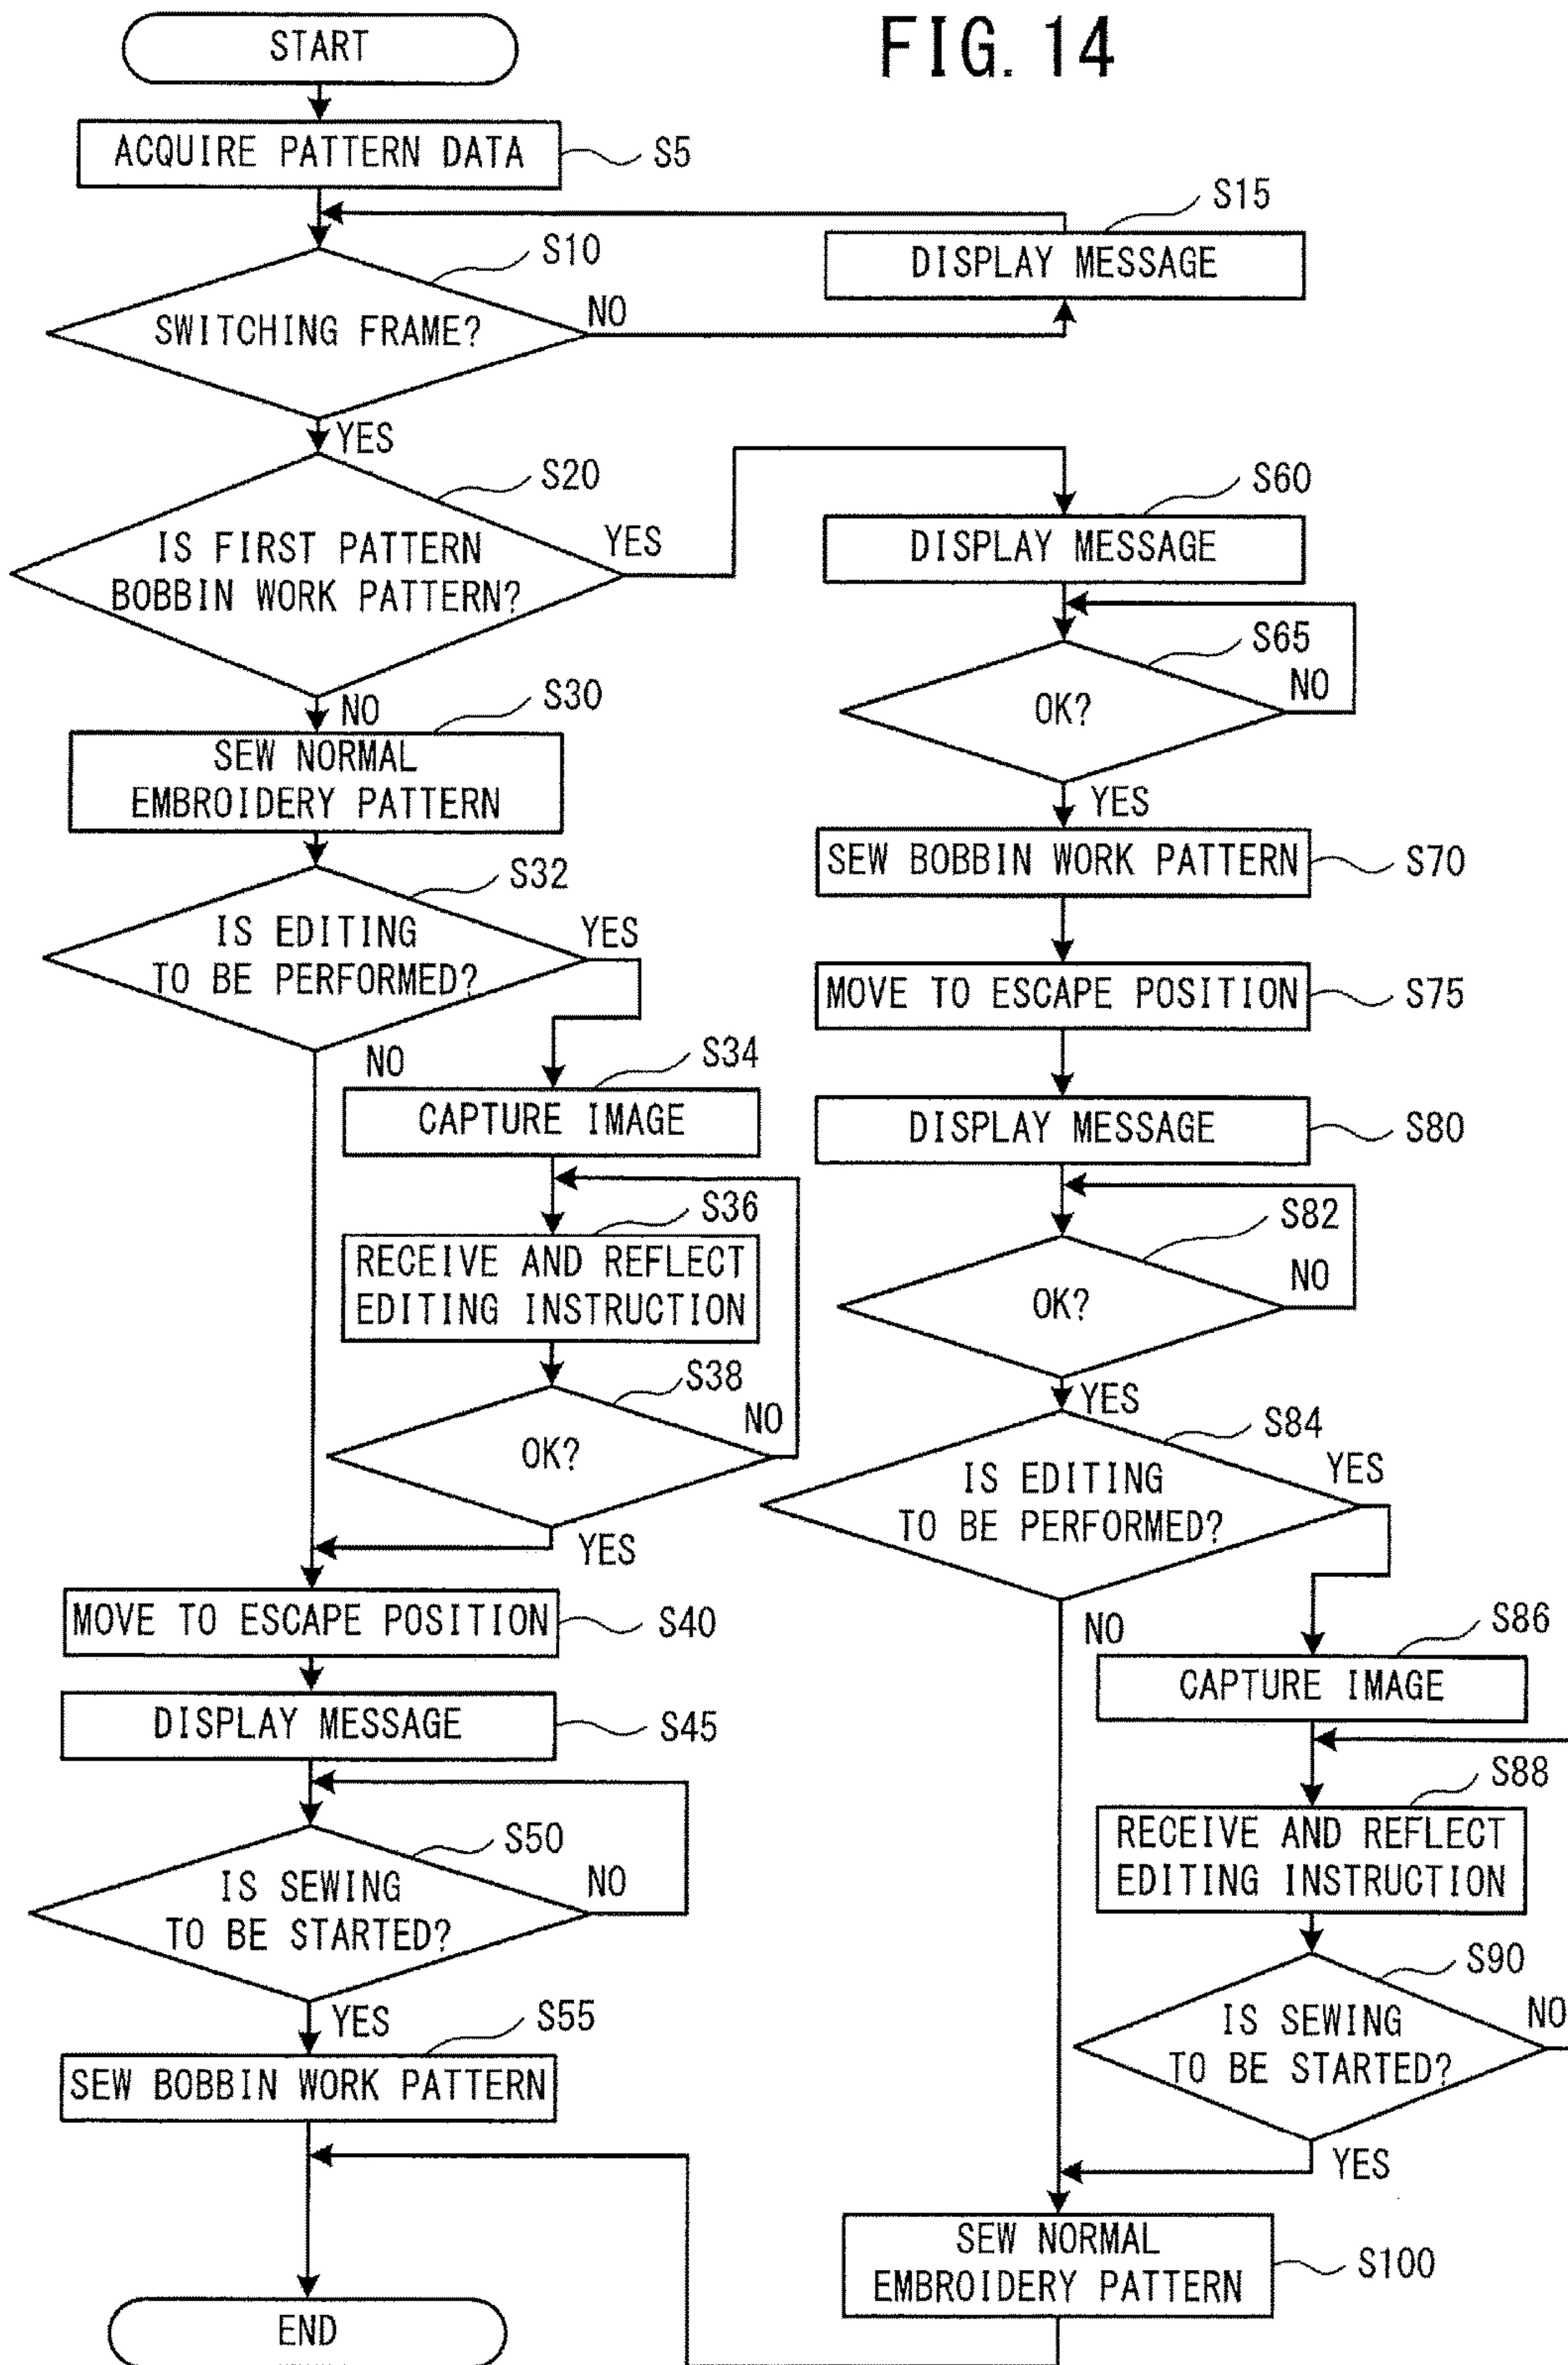 FIG. 14
START
ACQUIRE PATTERN DATA
S5
S15
DISPLAY MESSAGE
S10
SWITCHING FRAME?
NO
YES
S20
IS FIRST PATTERN
BOBBIN WORK PATTERN?
YES
NO
S30
SEW NORMAL
EMBROIDERY PATTERN
S32
IS EDITING
TO BE PERFORMED?
YES
NO
S34
CAPTURE IMAGE
S36
RECEIVE AND REFLECT
EDITING INSTRUCTION
S38
OK?
NO
YES
MOVE TO ESCAPE POSITION
S40
DISPLAY MESSAGE
S45
S50
IS SEWING
TO BE STARTED?
NO
YES
S55
SEW BOBBIN WORK PATTERN
END
S60
DISPLAY MESSAGE
S65
OK?
NO
YES
SEW BOBBIN WORK PATTERN
S70
MOVE TO ESCAPE POSITION
S75
DISPLAY MESSAGE
S80
S82
OK?
NO
YES
S84
IS EDITING
TO BE PERFORMED?
YES
NO
S86
CAPTURE IMAGE
S88
RECEIVE AND REFLECT
EDITING INSTRUCTION
S90
IS SEWING
TO BE STARTED?
NO
YES
SEW NORMAL
EMBROIDERY PATTERN
S100